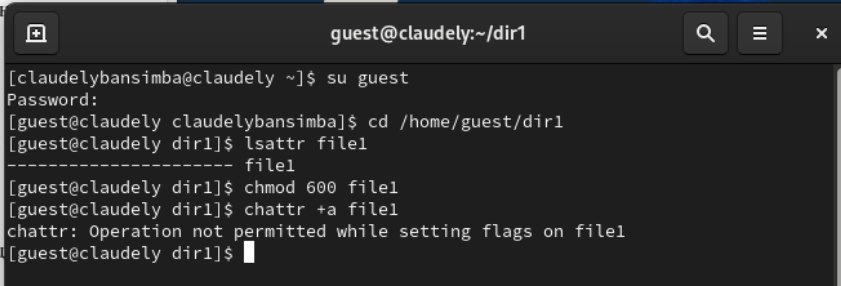 guest@claudely:~/dir1
[claudelybansimba@claudely ~]$ su guest
Password:
[guest@claudely claudelybansimba]$ cd /home/guest/dir1
[guest@claudely dir1]$ lsattr file1
---------------------- file1
[guest@claudely dir1]$ chmod 600 file1
[guest@claudely dir1]$ chattr +a file1
chattr: Operation not permitted while setting flags on file1
[guest@claudely dir1]$